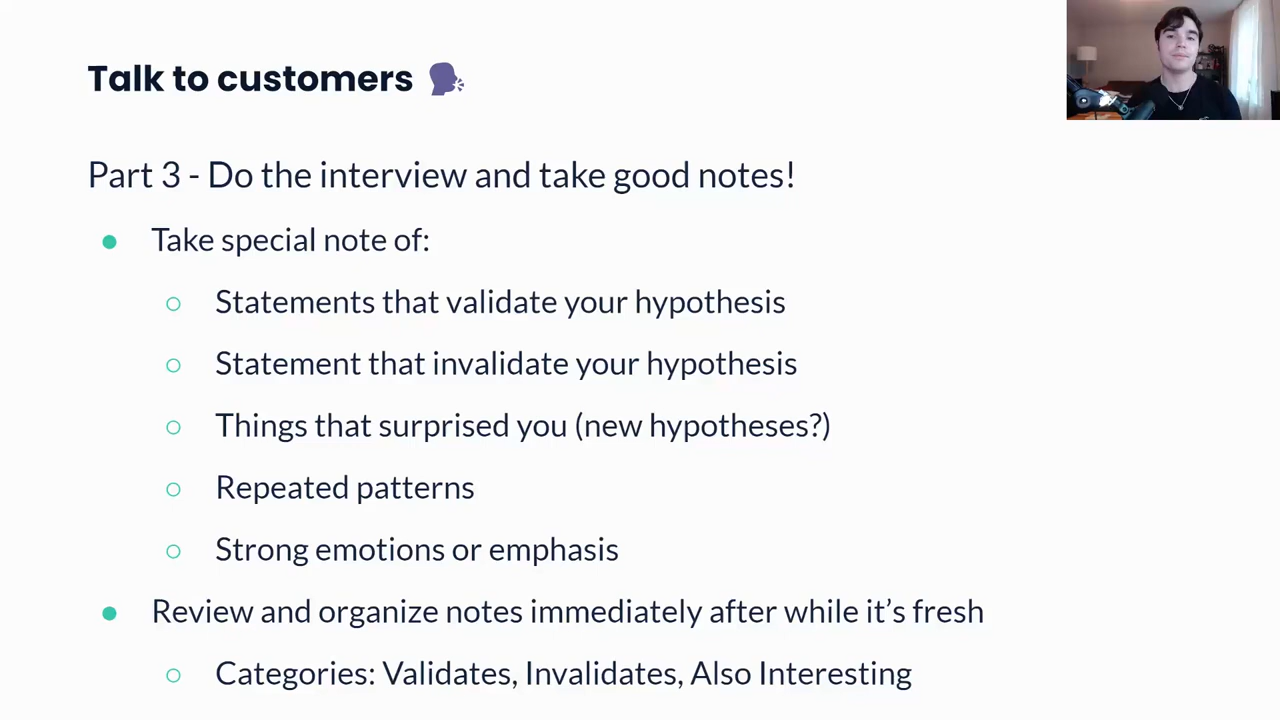 Talk to customers
Part 3 - Do the interview and take good notes!
Take special note of:
Statements that validate your hypothesis
Statement that invalidate your hypothesis
Things that surprised you (new hypotheses?)
Repeated patterns
Strong emotions or emphasis
Review and organize notes immediately after while it’s fresh
Categories: Validates, Invalidates, Also Interesting